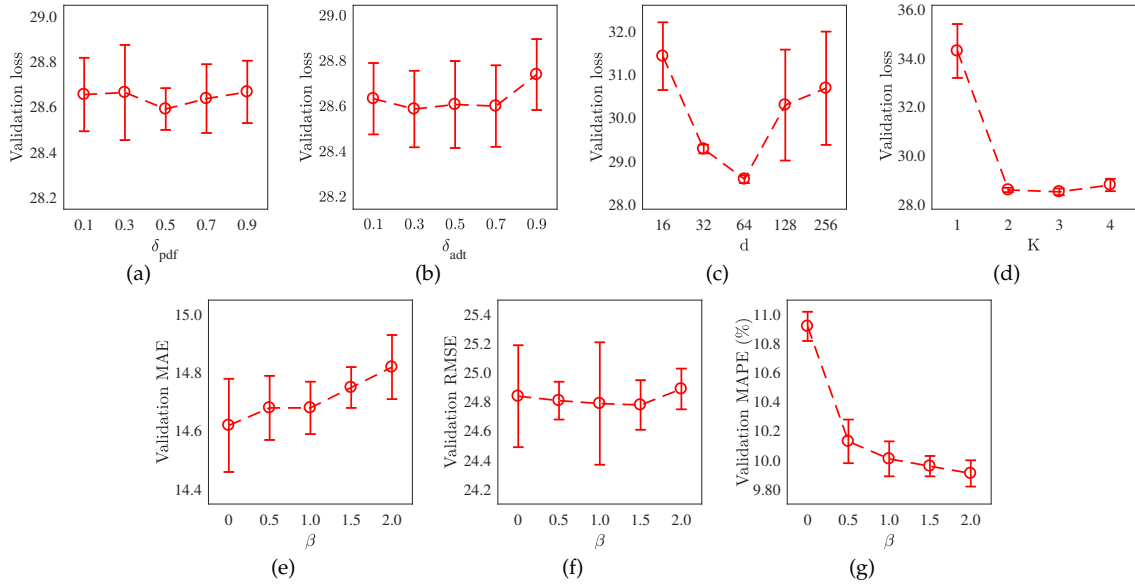 Validation loss
29.0
28.8
28.6
28.4
28.2
0.1 0.3 0.5 0.7 0.9
δpdf
(a)
Validation loss
29.0
28.8
28.6
28.4
28.2
0.1 0.3 0.5 0.7 0.9
δadt
(b)
Validation loss
32.0
31.0
30.0
29.0
28.0
16 32 64 128 256
d
(c)
Validation loss
36.0
34.0
32.0
30.0
28.0
1 2 3 4
K
(d)
Validation MAE
15.0
14.8
14.6
14.4
0 0.5 1.0 1.5 2.0
β
(e)
Validation RMSE
25.4
25.2
25.0
24.8
24.6
24.4
24.2
0 0.5 1.0 1.5 2.0
β
(f)
Validation MAPE (%)
11.0
10.8
10.6
10.4
10.2
10.0
9.80
0 0.5 1.0 1.5 2.0
β
(g)